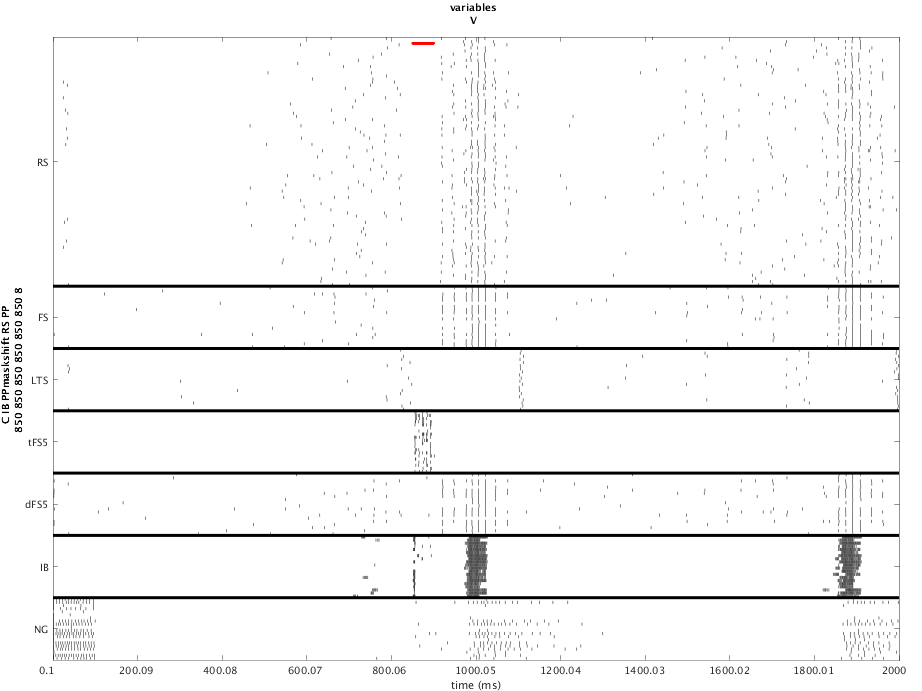 variables
V
C IB PPmaskshift RS PP
850 850 850 850 850 850 8
RS
FS
LTS
tFS5
dFS5
IB
NG
0.1 200.09 400.08 600.07 800.06 1000.05 1200.04 1400.03 1600.02 1800.01 2000
time (ms)